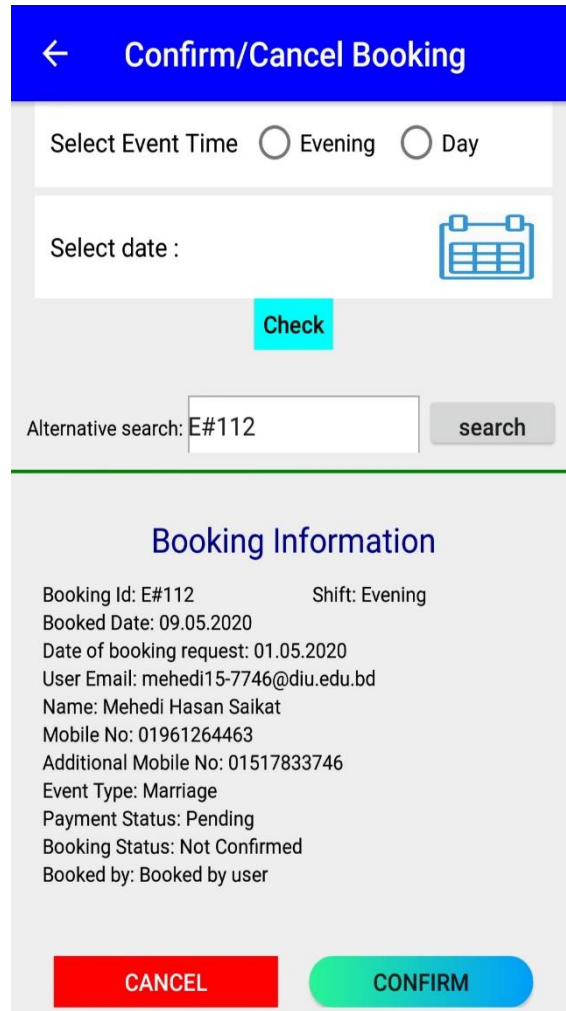 Confirm/Cancel Booking
Select Event Time Evening Day
Select date :
Check
Alternative search: E#112 search
Booking Information
Booking Id: E#112 Shift: Evening
Booked Date: 09.05.2020
Date of booking request: 01.05.2020
User Email: mehedi15-7746@diu.edu.bd
Name: Mehedi Hasan Saikat
Mobile No: 01961264463
Additional Mobile No: 01517833746
Event Type: Marriage
Payment Status: Pending
Booking Status: Not Confirmed
Booked by: Booked by user
CANCEL CONFIRM